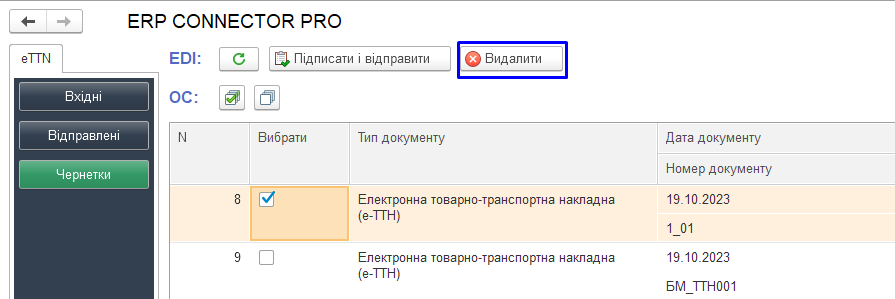 ERP CONNECTOR PRO
eTTN
EDI: Підписати і відправити Видалити
Вхідні
ОС:
Відправлені
N Вибрати Тип документу Дата документу
Номер документу
Чернетки
8 Електронна товарно-транспортна накладна 19.10.2023
(е-ТТН)
1_01
9 Електронна товарно-транспортна накладна 19.10.2023
(е-ТТН)
БМ_ТТН001